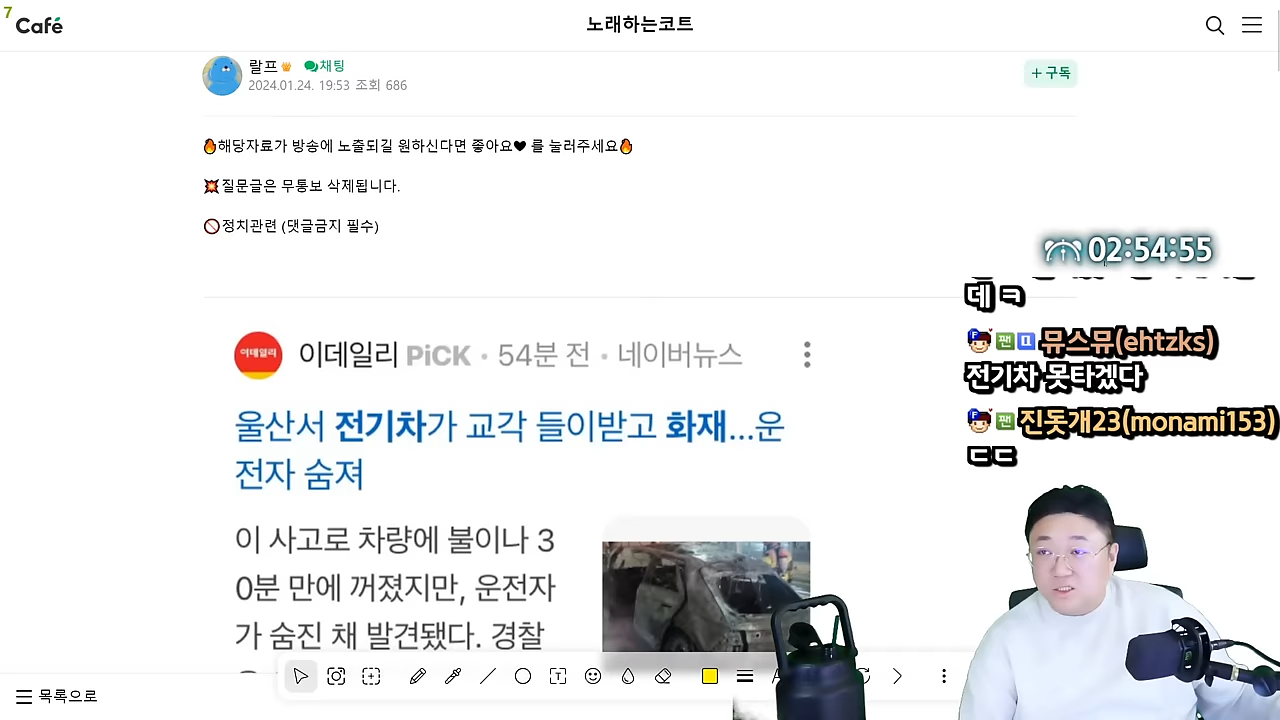 7
Café
노래하는코트
랄프
채팅
2024.01.24. 19:53 조회 686
+ 구독
🔥해당자료가 방송에 노출되길 원하신다면 좋아요🖤 를 눌러주세요🔥
💥질문글은 무통보 삭제됩니다.
🚫정치관련 (댓글금지 필수)
02:54:55
데 ㅋ
팬 뮤스뮤(ehtzks)
전기차 못타겠다
팬 진돗개23(monami153)
ㄷㄷ
이데일리
이데일리 PiCK · 54분 전 · 네이버뉴스
울산서 전기차가 교각 들이받고 화재...운
전자 숨져
이 사고로 차량에 불이나 3
0분 만에 꺼졌지만, 운전자
가 숨진 채 발견됐다. 경찰
목록으로